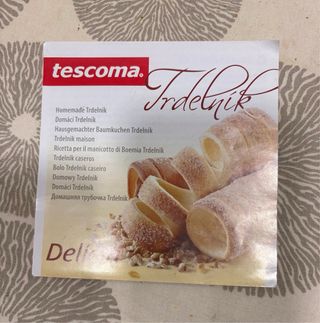 tescoma®
Trdelník
Homemade Trdelník
Domácí Trdelník
Hausgemachter Baumkuchen Trdelník
Trdelník maison
Ricetta per il manicotto di Boemia Trdelník
Trdelník caseros
Bolo Trdelník caseiro
Domowy Trdelník
Domáci Trdelník
Домашняя трубочка Trdelník